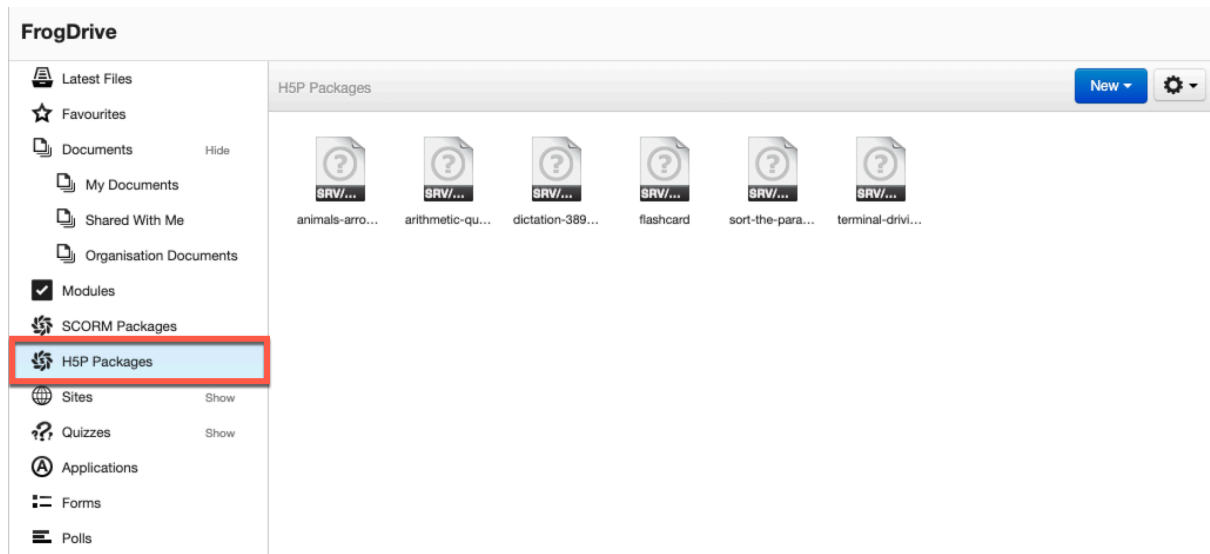 FrogDrive
Latest Files
Favourites
Documents Hide
My Documents
Shared With Me
Organisation Documents
Modules
SCORM Packages
H5P Packages
Sites Show
Quizzes Show
Applications
Forms
Polls
H5P Packages New
SRV/... SRV/... SRV/... SRV/... SRV/... SRV/...
animals-arro... arithmetic-qu... dictation-389... flashcard sort-the-para... terminal-drivi...